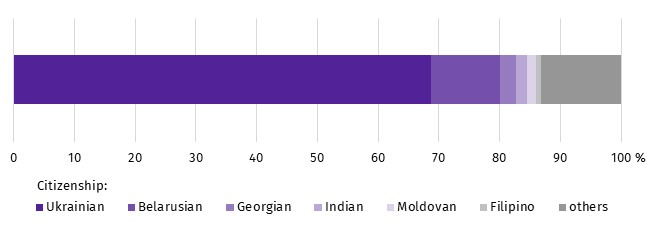 0 10 20 30 40 50 60 70 80 90 100 %
Citizenship:
Ukrainian Belarusian Georgian Indian Moldovan Filipino others